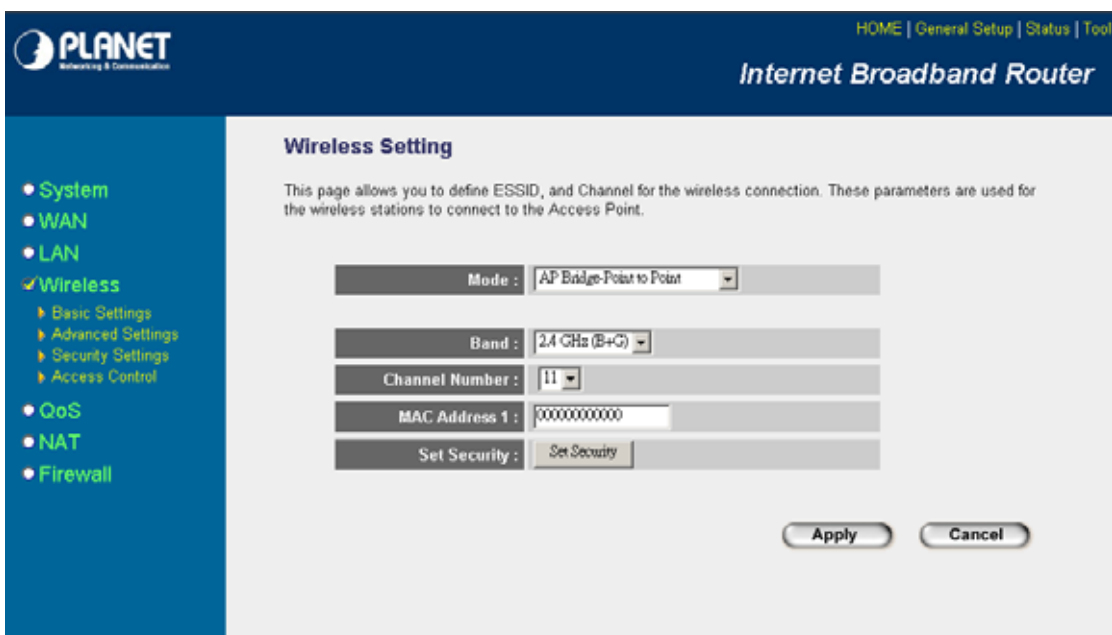 PLANET
Networking & Communication
HOME | General Setup | Status | Tool
Internet Broadband Router
System
WAN
LAN
Wireless
Basic Settings
Advanced Settings
Security Settings
Access Control
QoS
NAT
Firewall
Wireless Setting
This page allows you to define ESSID, and Channel for the wireless connection. These parameters are used for
the wireless stations to connect to the Access Point.
Mode : AP Bridge-Point to Point
Band : 2.4 GHz (B+G)
Channel Number : 11
MAC Address 1 : 000000000000
Set Security : Set Security
Apply Cancel